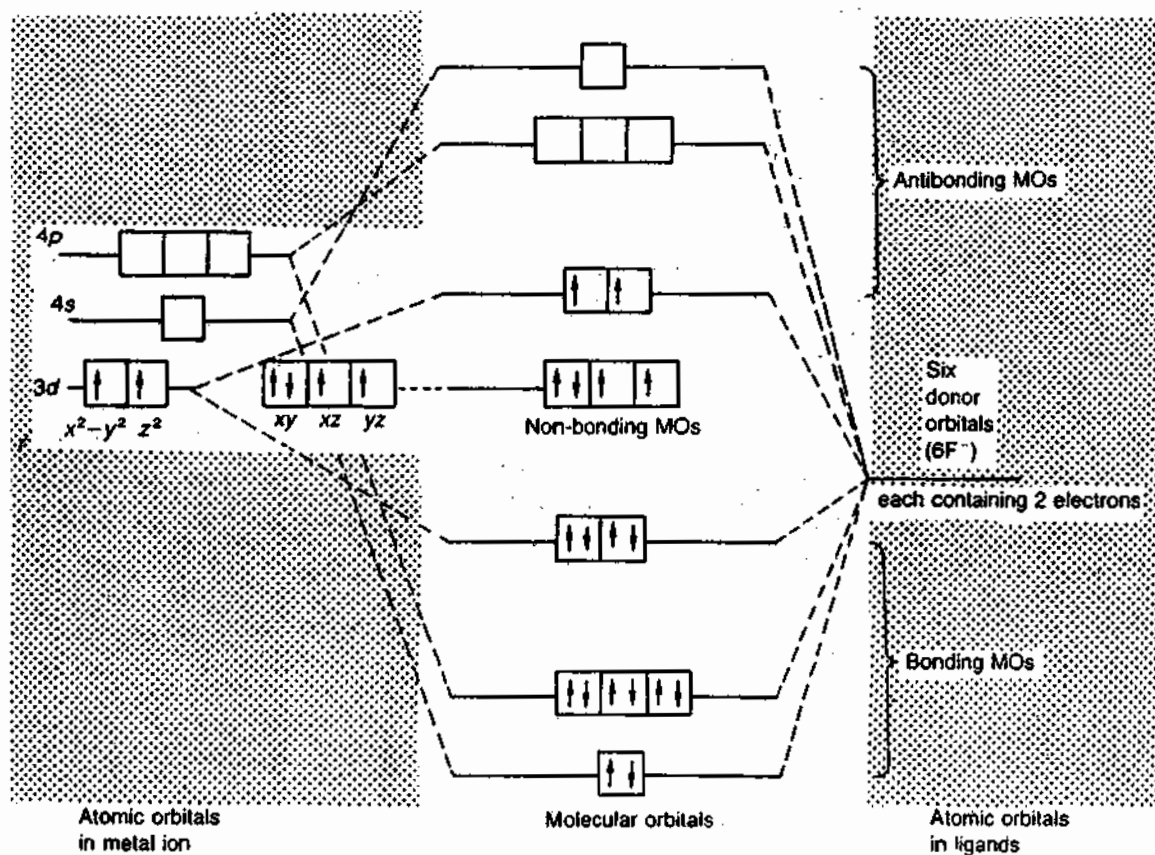 Antibonding MOs
4p
4s
3d
x² – y² z²
xy xz yz
Non-bonding MOs
Six
donor
orbitals
(6F⁻)
each containing 2 electrons
Bonding MOs
Atomic orbitals
in metal ion
Molecular orbitals
Atomic orbitals
in ligands